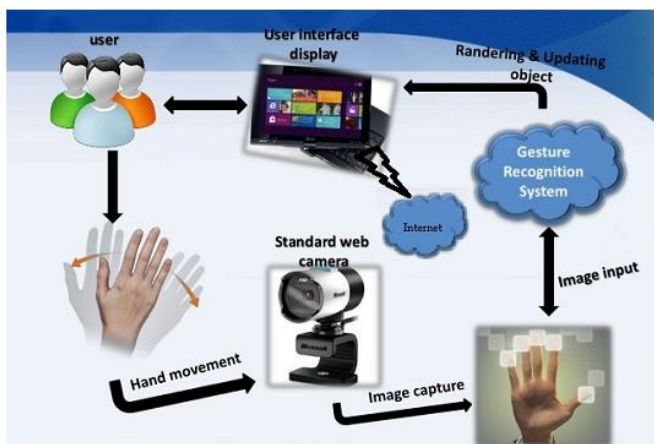 user
User interface
display
Randering & Updating
object
Gesture
Recognition
System
Internet
Standard web
camera
Image input
Hand movement
Image capture
Microsoft